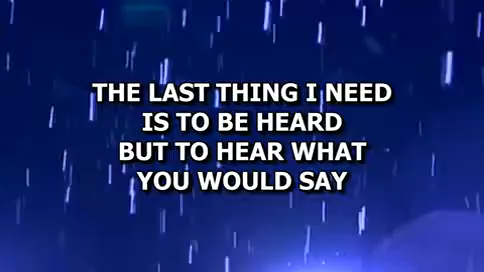 THE LAST THING I NEED
IS TO BE HEARD
BUT TO HEAR WHAT
YOU WOULD SAY